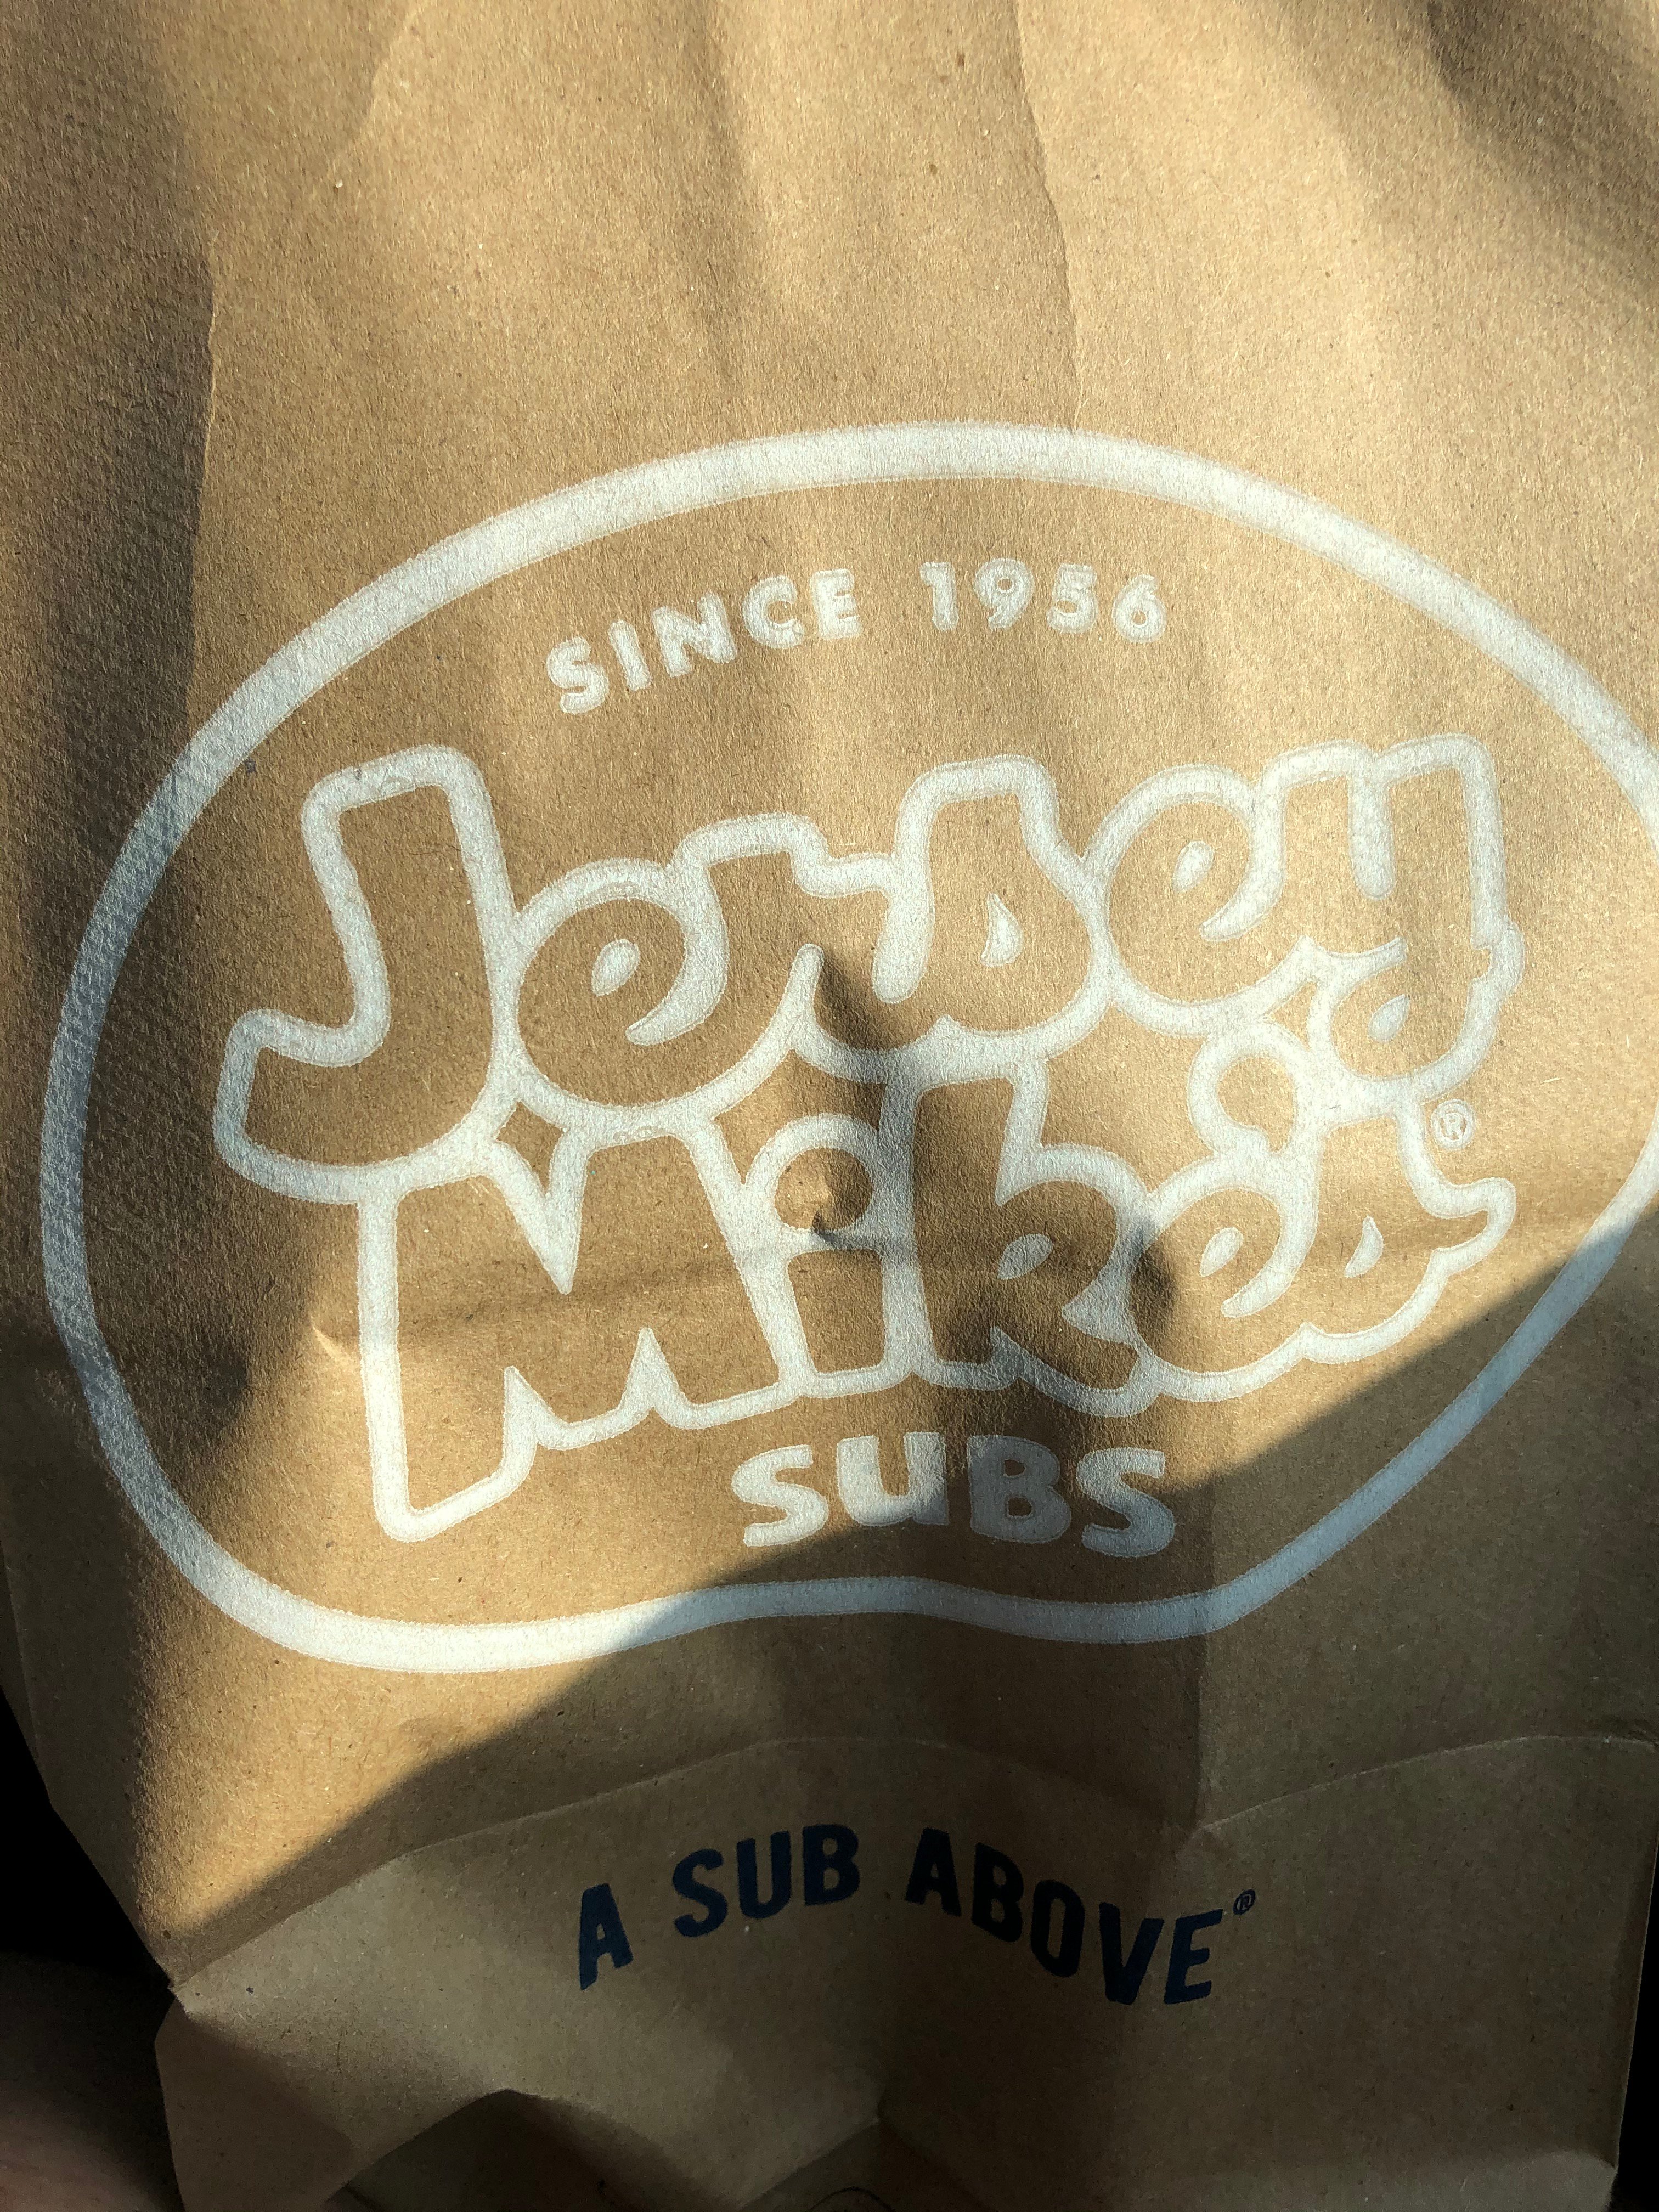 SINCE 1956
Jersey
Mike's®
SUBS
A SUB ABOVE®